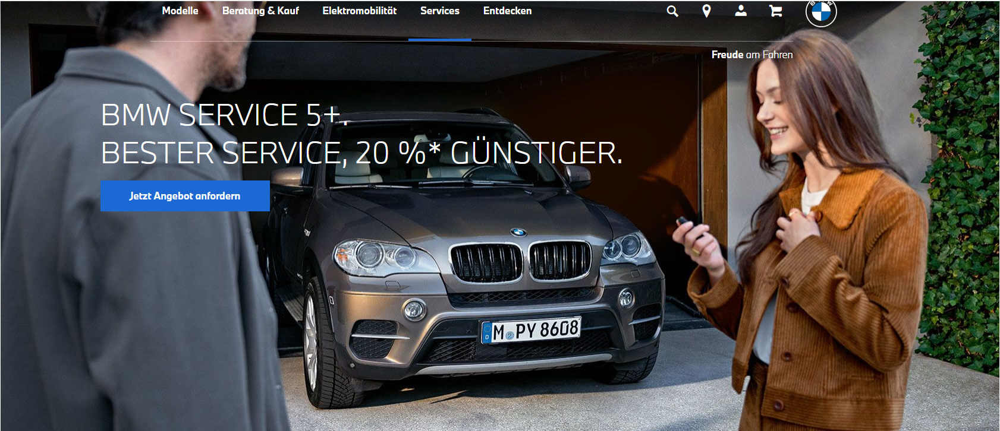 Modelle Beratung & Kauf Elektromobilität Services Entdecken
Freude am Fahren
BMW SERVICE 5+.
BESTER SERVICE, 20 %* GÜNSTIGER.
Jetzt Angebot anfordern
M PY 8608